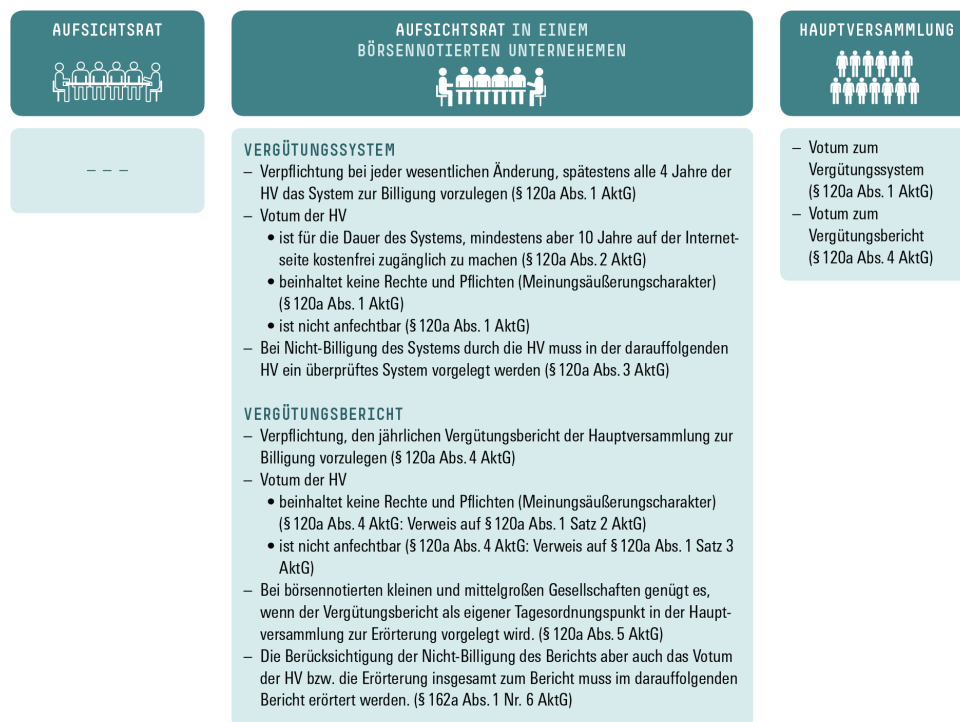 AUFSICHTSRAT
– – –
AUFSICHTSRAT IN EINEM
BÖRSENNOTIERTEN UNTERNEHEMEN
VERGÜTUNGSSYSTEM
– Verpflichtung bei jeder wesentlichen Änderung, spätestens alle 4 Jahre der
HV das System zur Billigung vorzulegen (§ 120a Abs. 1 AktG)
– Votum der HV
• ist für die Dauer des Systems, mindestens aber 10 Jahre auf der Internet-
seite kostenfrei zugänglich zu machen (§ 120a Abs. 2 AktG)
• beinhaltet keine Rechte und Pflichten (Meinungsäußerungscharakter)
(§ 120a Abs. 1 AktG)
• ist nicht anfechtbar (§ 120a Abs. 1 AktG)
– Bei Nicht-Billigung des Systems durch die HV muss in der darauffolgenden
HV ein überprüftes System vorgelegt werden (§ 120a Abs. 3 AktG)
VERGÜTUNGSBERICHT
– Verpflichtung, den jährlichen Vergütungsbericht der Hauptversammlung zur
Billigung vorzulegen (§ 120a Abs. 4 AktG)
– Votum der HV
• beinhaltet keine Rechte und Pflichten (Meinungsäußerungscharakter)
(§ 120a Abs. 4 AktG: Verweis auf § 120a Abs. 1 Satz 2 AktG)
• ist nicht anfechtbar (§ 120a Abs. 4 AktG: Verweis auf § 120a Abs. 1 Satz 3
AktG)
– Bei börsennotierten kleinen und mittelgroßen Gesellschaften genügt es,
wenn der Vergütungsbericht als eigener Tagesordnungspunkt in der Haupt-
versammlung zur Erörterung vorgelegt wird. (§ 120a Abs. 5 AktG)
– Die Berücksichtigung der Nicht-Billigung des Berichts aber auch das Votum
der HV bzw. die Erörterung insgesamt zum Bericht muss im darauffolgenden
Bericht erörtert werden. (§ 162a Abs. 1 Nr. 6 AktG)
HAUPTVERSAMMLUNG
– Votum zum
Vergütungssystem
(§ 120a Abs. 1 AktG)
– Votum zum
Vergütungsbericht
(§ 120a Abs. 4 AktG)